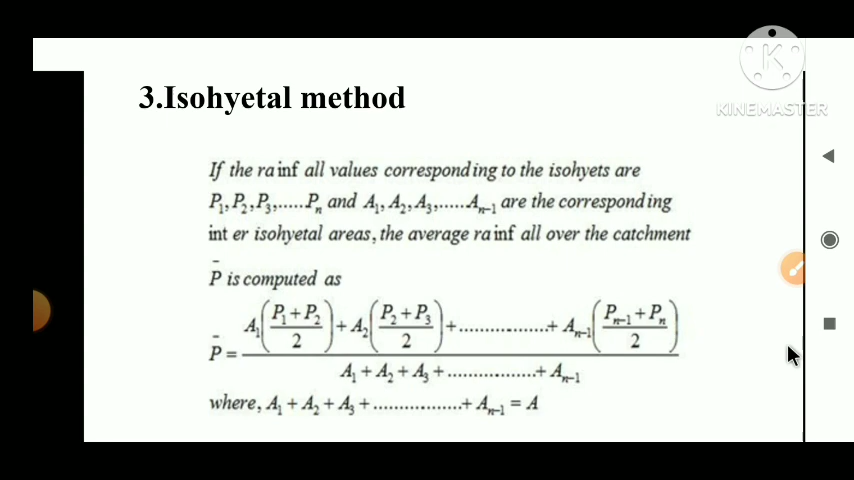 KINEMASTER
3.Isohyetal method
If the ra inf all values correspond ing to the isohyets are
P₁, P₂, P₃,......Pₙ and A₁, A₂, A₃,.....Aₙ₋₁ are the correspond ing
int er isohyetal areas, the average ra inf all over the catchment
P̄ is computed as
P̄ = (A₁((P₁+P₂)/2) + A₂((P₂+P₃)/2) + .................+ Aₙ₋₁((Pₙ₋₁+Pₙ)/2)) / (A₁ + A₂ + A₃ + .................+ Aₙ₋₁)
where, A₁ + A₂ + A₃ + .................+ Aₙ₋₁ = A